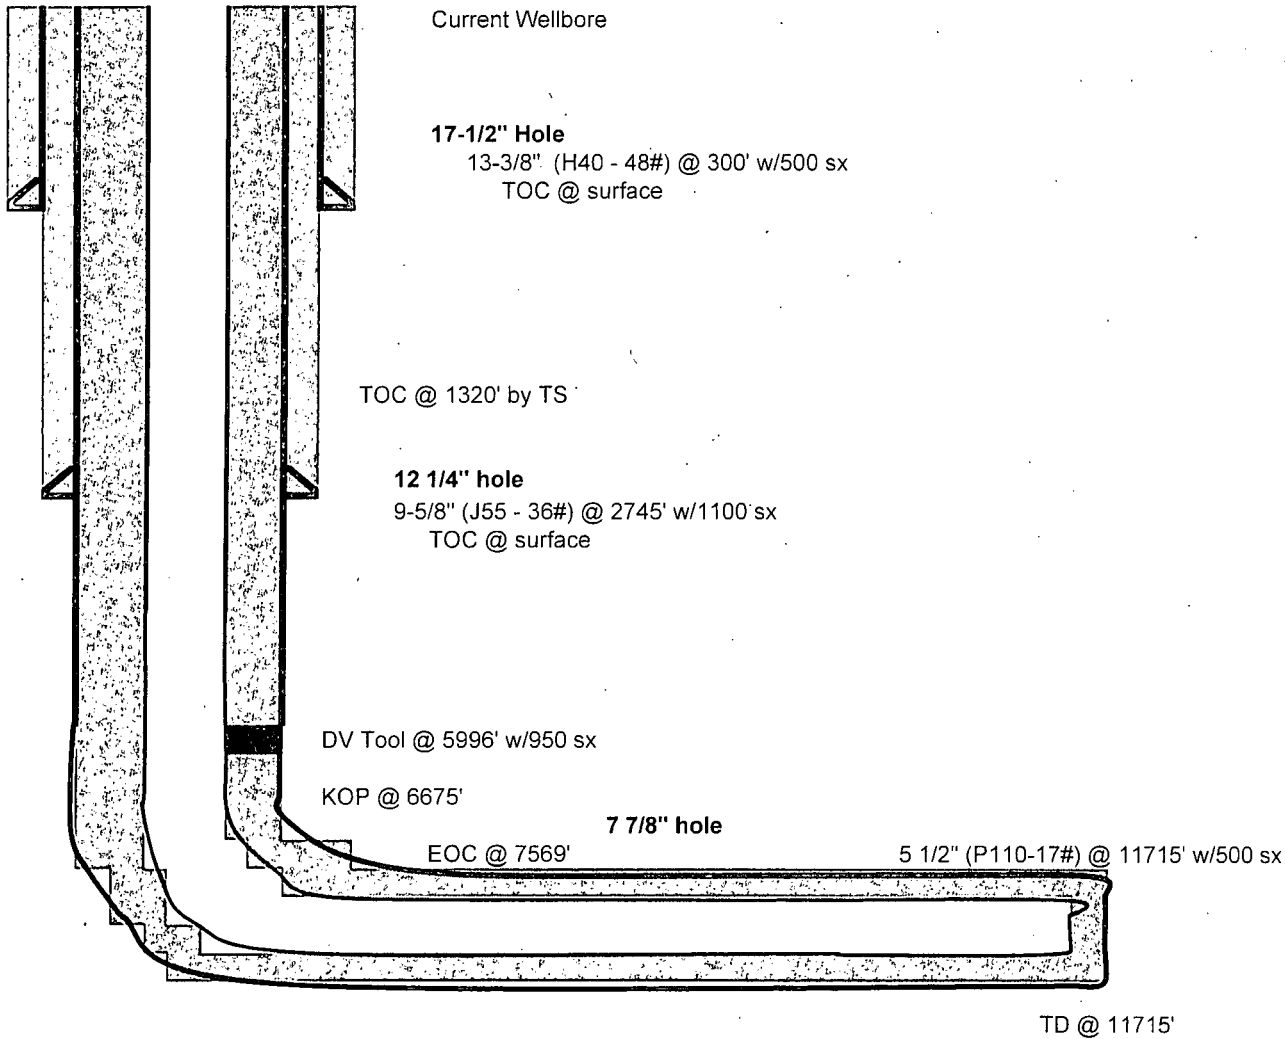 Current Wellbore
17-1/2" Hole
13-3/8" (H40 - 48#) @ 300' w/500 sx
TOC @ surface
TOC @ 1320' by TS
12 1/4" hole
9-5/8" (J55 - 36#) @ 2745' w/1100 sx
TOC @ surface
DV Tool @ 5996' w/950 sx
KOP @ 6675'
7 7/8" hole
EOC @ 7569'
5 1/2" (P110-17#) @ 11715' w/500 sx
TD @ 11715'